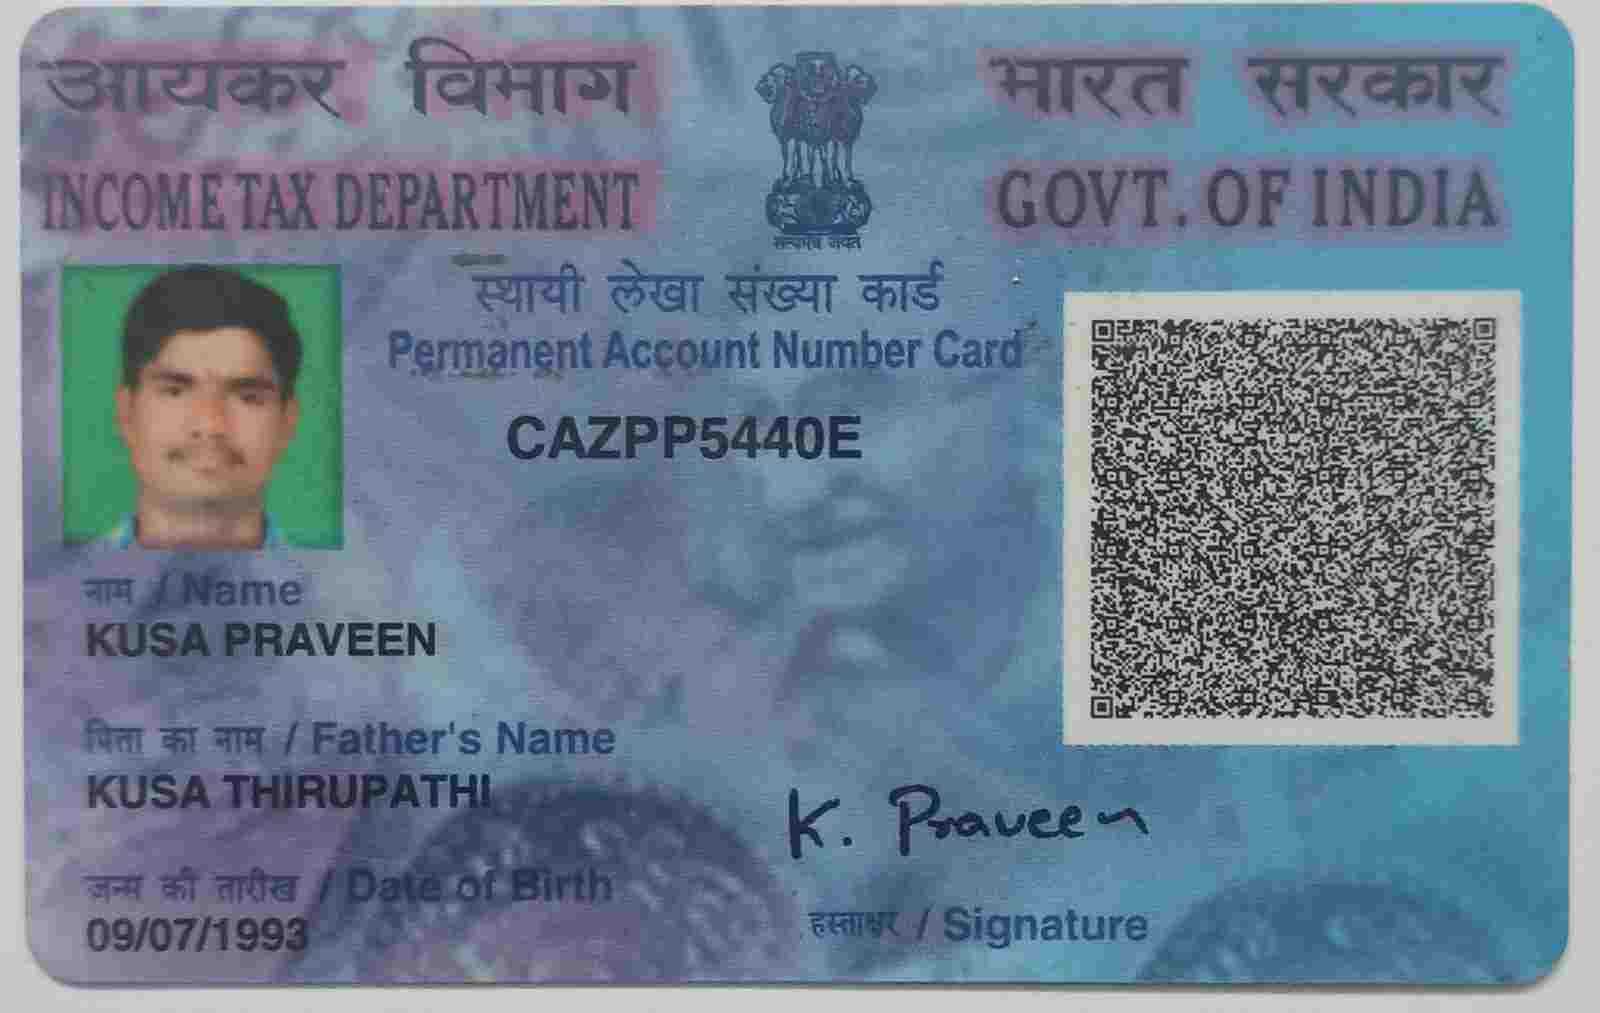 आयकर विभाग
INCOME TAX DEPARTMENT
सत्यमेव जयते
भारत सरकार
GOVT. OF INDIA
स्थायी लेखा संख्या कार्ड
Permanent Account Number Card
CAZPP5440E
नाम / Name
KUSA PRAVEEN
पिता का नाम / Father's Name
KUSA THIRUPATHI
जन्म की तारीख / Date of Birth
09/07/1993
K. Praveen
हस्ताक्षर / Signature